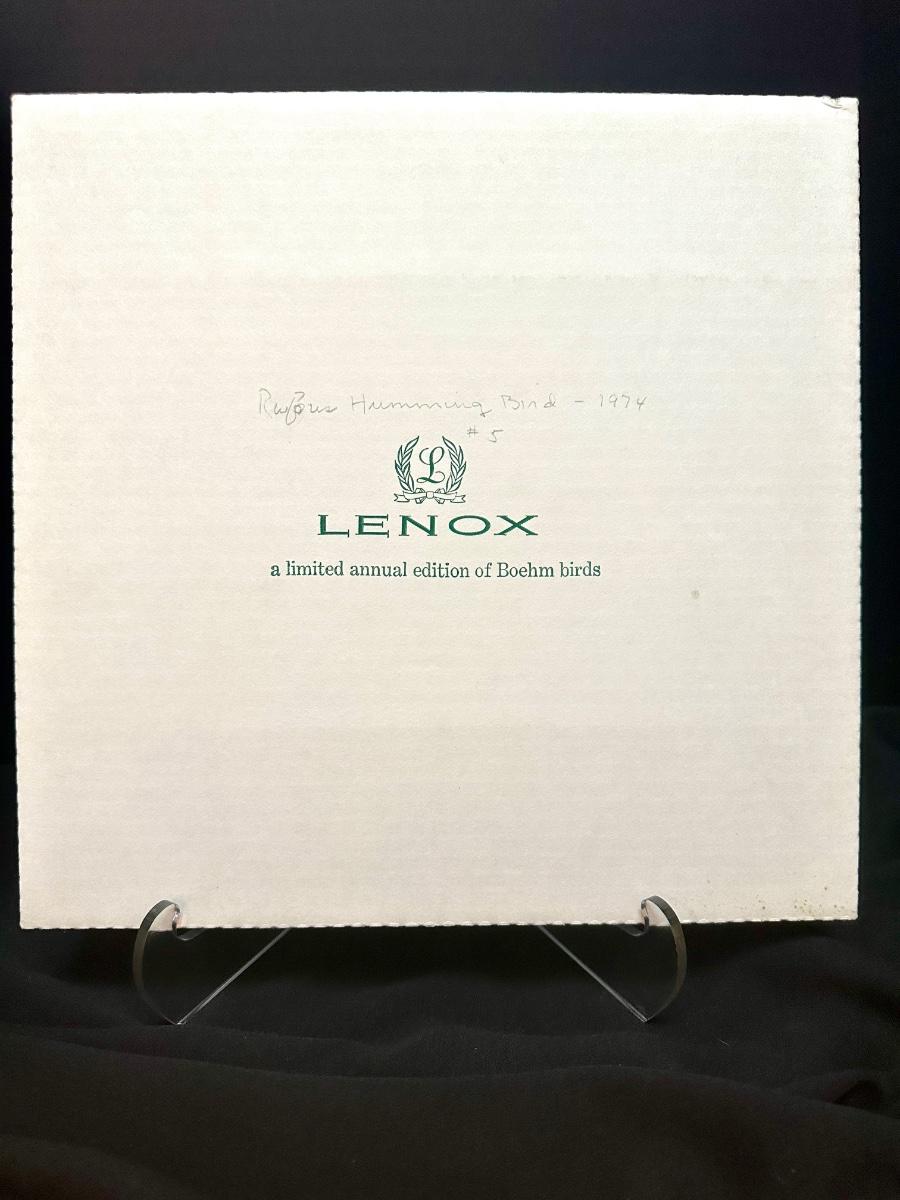 Rufous Humming Bird - 1974
# 5
L
LENOX
a limited annual edition of Boehm birds